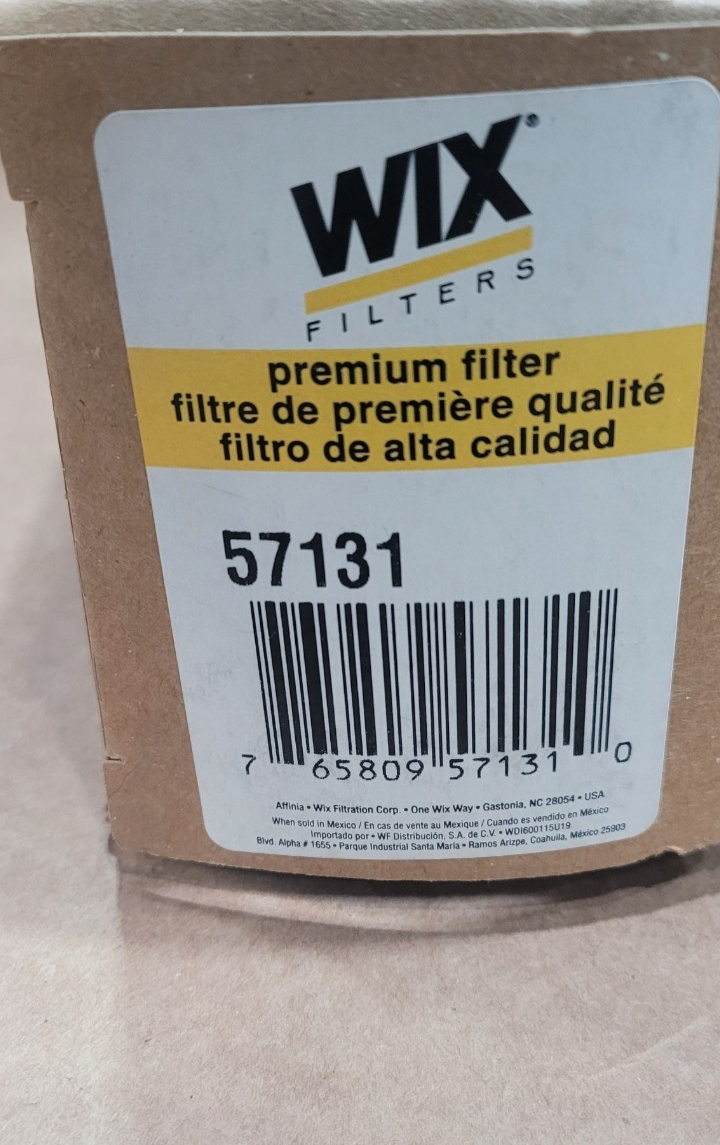 WIX®
FILTERS
premium filter
filtre de première qualité
filtro de alta calidad
57131
7 65809 57131 0
Affinia • Wix Filtration Corp. • One Wix Way • Gastonia, NC 28054 • USA
When sold in Mexico / En cas de vente au Mexique / Cuando es vendido en México
Importado por • WF Distribución, S.A. de C.V. • WDI600115U19
Blvd. Alpha # 1655 • Parque Industrial Santa María • Ramos Arizpe, Coahuila, México 25903